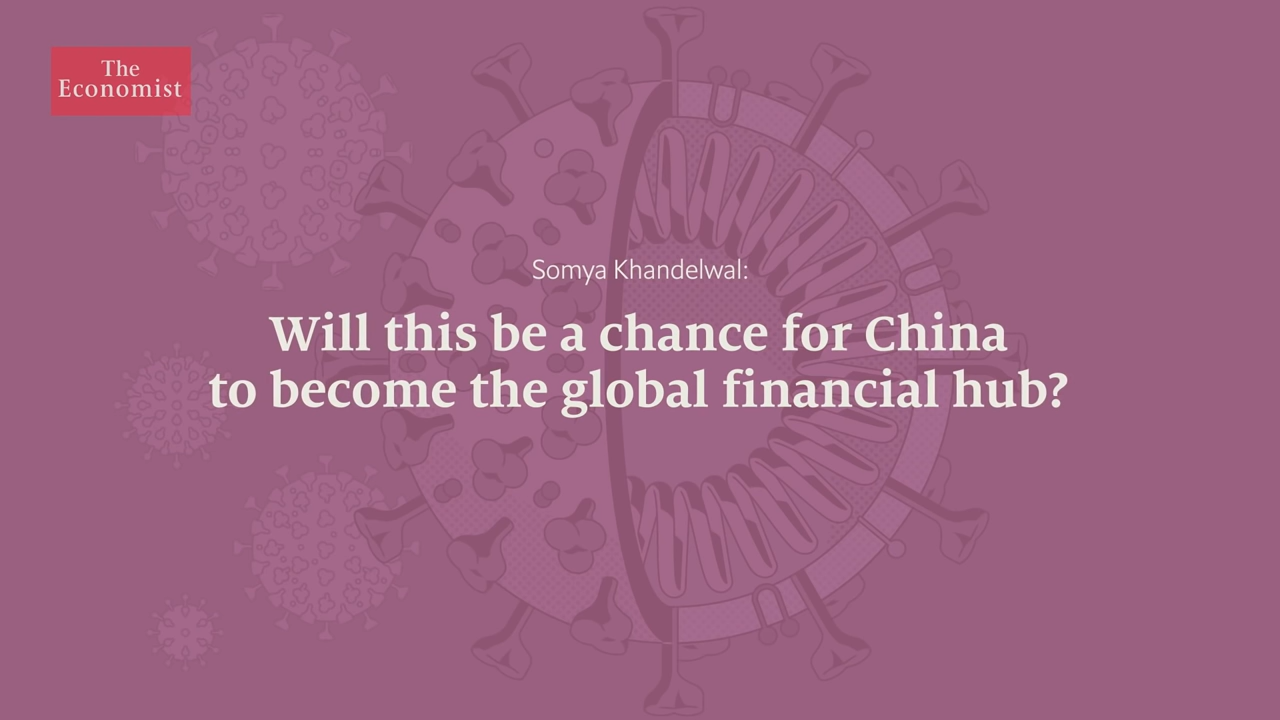 The
Economist
Somya Khandelwal:
Will this be a chance for China
to become the global financial hub?